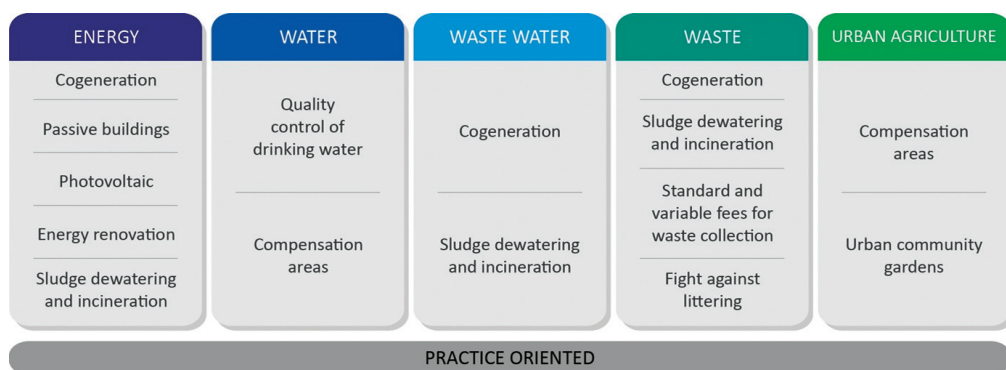 ENERGY
Cogeneration
Passive buildings
Photovoltaic
Energy renovation
Sludge dewatering
and incineration
WATER
Quality
control of
drinking water
Compensation
areas
WASTE WATER
Cogeneration
Sludge dewatering
and incineration
WASTE
Cogeneration
Sludge dewatering
and incineration
Standard and
variable fees for
waste collection
Fight against
littering
URBAN AGRICULTURE
Compensation
areas
Urban community
gardens
PRACTICE ORIENTED